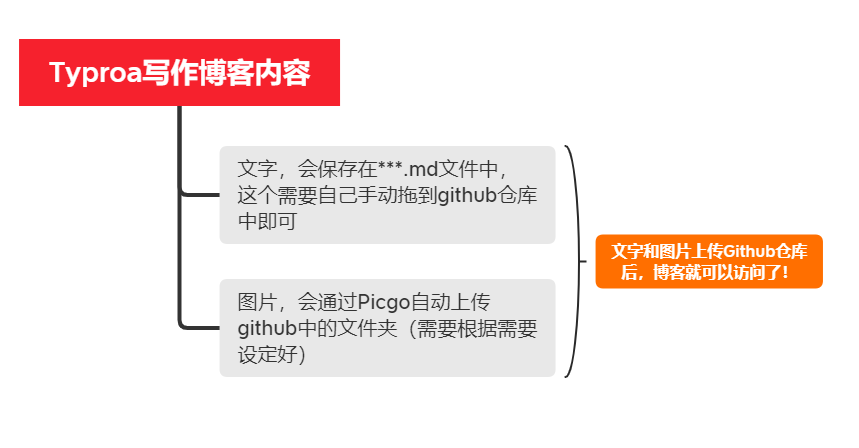 Typroa写作博客内容
文字，会保存在***.md文件中，
这个需要自己手动拖到github仓库
中即可
图片，会通过Picgo自动上传
github中的文件夹（需要根据需要
设定好）
文字和图片上传Github仓库
后，博客就可以访问了！